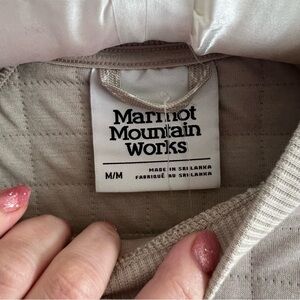 Marmot
Mountain
Works
M/M
MADE IN SRI LANKA
FABRIQUÉ AU SRI LANKA